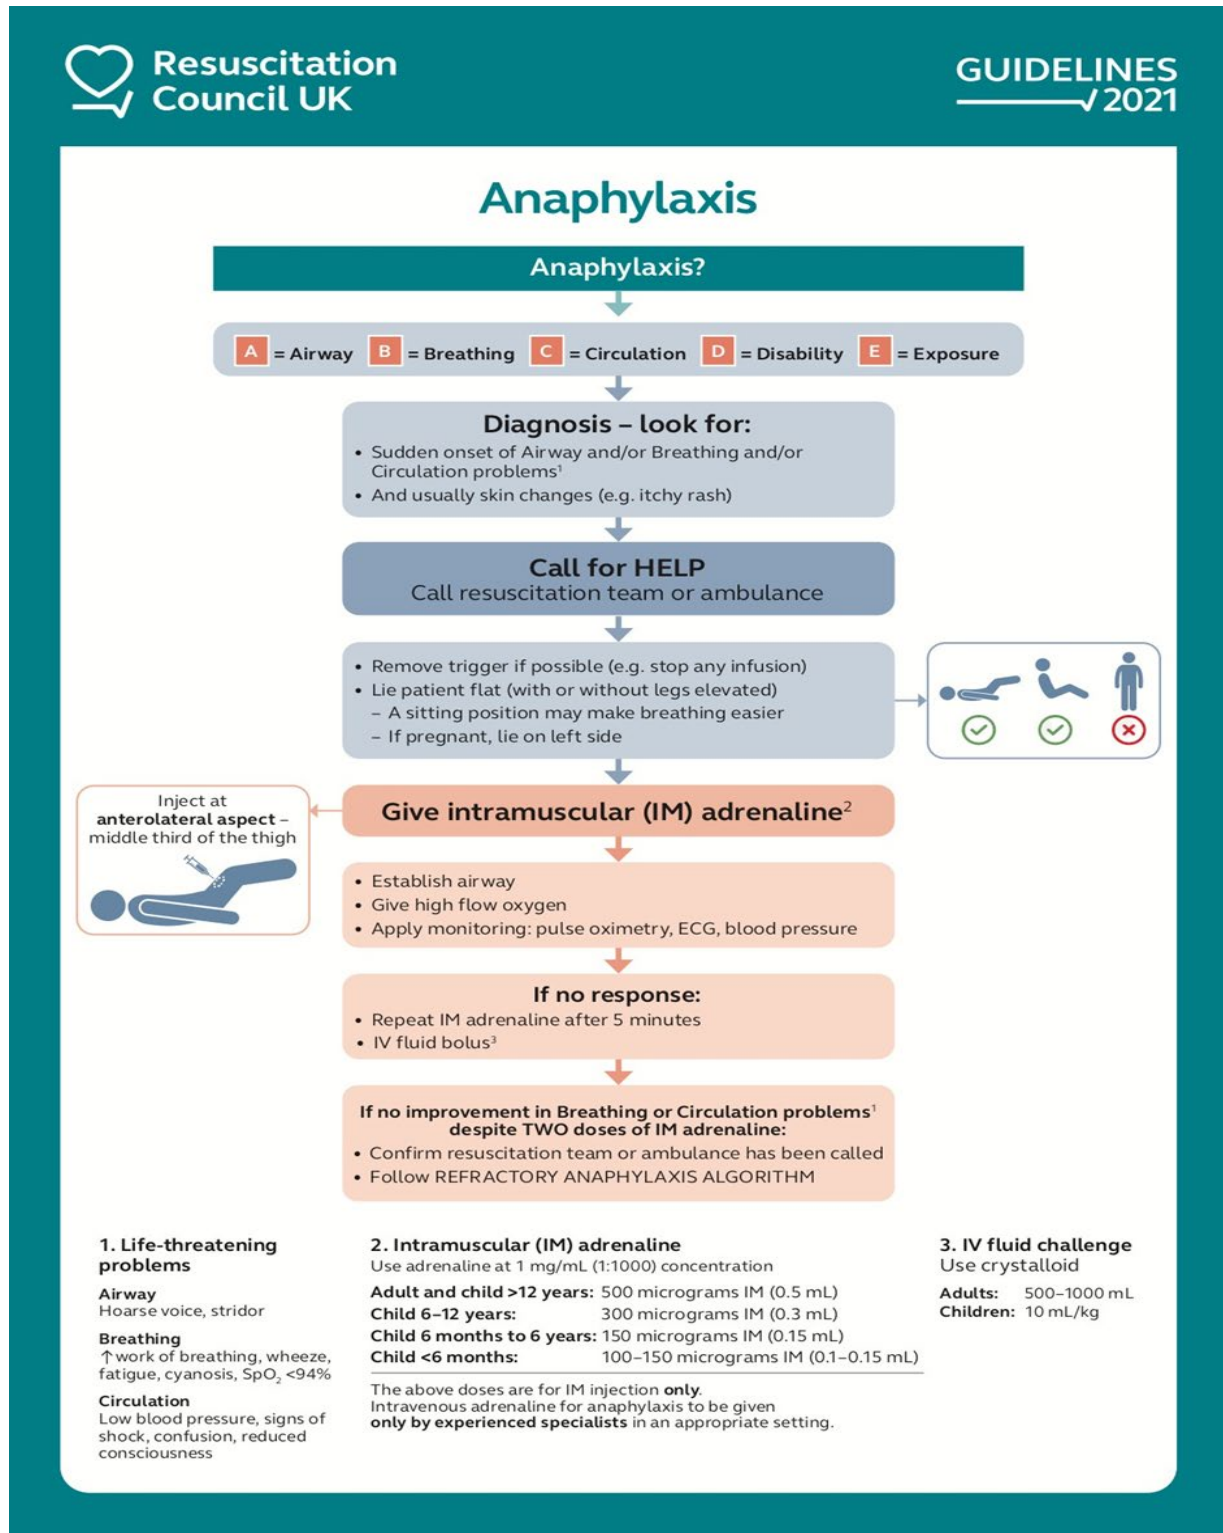 Resuscitation
Council UK
GUIDELINES
2021
Anaphylaxis
Anaphylaxis?
A = Airway B = Breathing C = Circulation D = Disability E = Exposure
Diagnosis – look for:
• Sudden onset of Airway and/or Breathing and/or
Circulation problems¹
• And usually skin changes (e.g. itchy rash)
Call for HELP
Call resuscitation team or ambulance
• Remove trigger if possible (e.g. stop any infusion)
• Lie patient flat (with or without legs elevated)
– A sitting position may make breathing easier
– If pregnant, lie on left side
Inject at
anterolateral aspect –
middle third of the thigh
Give intramuscular (IM) adrenaline²
• Establish airway
• Give high flow oxygen
• Apply monitoring: pulse oximetry, ECG, blood pressure
If no response:
• Repeat IM adrenaline after 5 minutes
• IV fluid bolus³
If no improvement in Breathing or Circulation problems¹
despite TWO doses of IM adrenaline:
• Confirm resuscitation team or ambulance has been called
• Follow REFRACTORY ANAPHYLAXIS ALGORITHM
1. Life-threatening
problems
Airway
Hoarse voice, stridor
Breathing
↑work of breathing, wheeze,
fatigue, cyanosis, SpO₂ <94%
Circulation
Low blood pressure, signs of
shock, confusion, reduced
consciousness
2. Intramuscular (IM) adrenaline
Use adrenaline at 1 mg/mL (1:1000) concentration
Adult and child >12 years: 500 micrograms IM (0.5 mL)
Child 6–12 years: 300 micrograms IM (0.3 mL)
Child 6 months to 6 years: 150 micrograms IM (0.15 mL)
Child <6 months: 100–150 micrograms IM (0.1–0.15 mL)
The above doses are for IM injection only.
Intravenous adrenaline for anaphylaxis to be given
only by experienced specialists in an appropriate setting.
3. IV fluid challenge
Use crystalloid
Adults: 500–1000 mL
Children: 10 mL/kg